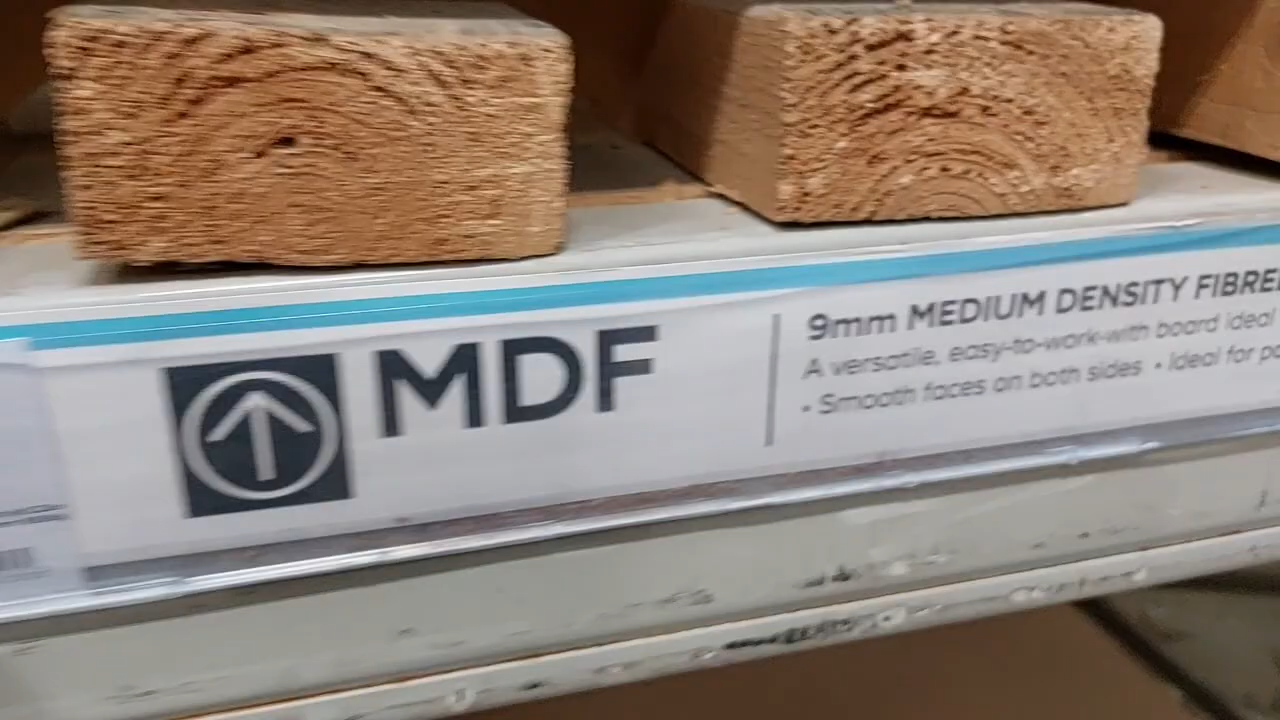 MDF
9mm MEDIUM DENSITY
A versatile, easy-to-work-with board ideal
• Smooth faces on both sides • Ideal for